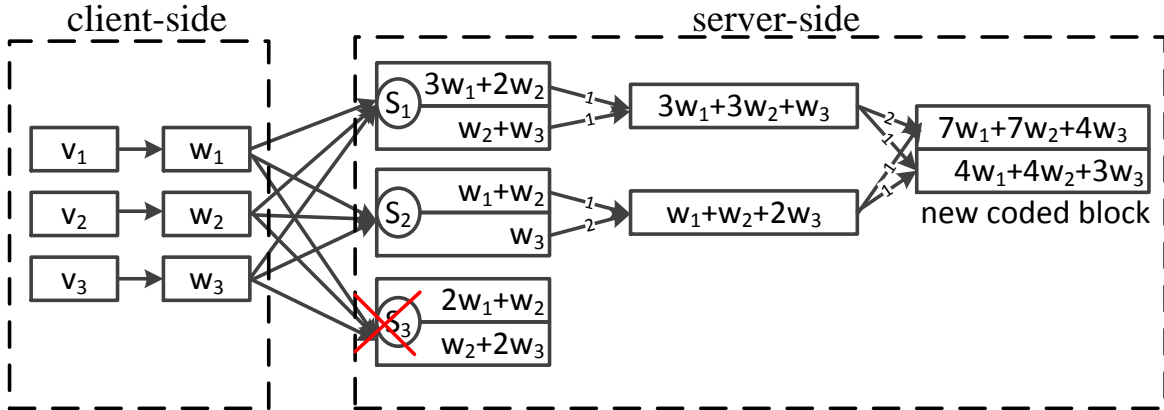 client-side
server-side
v₁
w₁
v₂
w₂
v₃
w₃
S₁
3w₁+2w₂
w₂+w₃
1
1
3w₁+3w₂+w₃
S₂
w₁+w₂
w₃
1
2
w₁+w₂+2w₃
S₃
2w₁+w₂
w₂+2w₃
2
1
1
1
7w₁+7w₂+4w₃
4w₁+4w₂+3w₃
new coded block